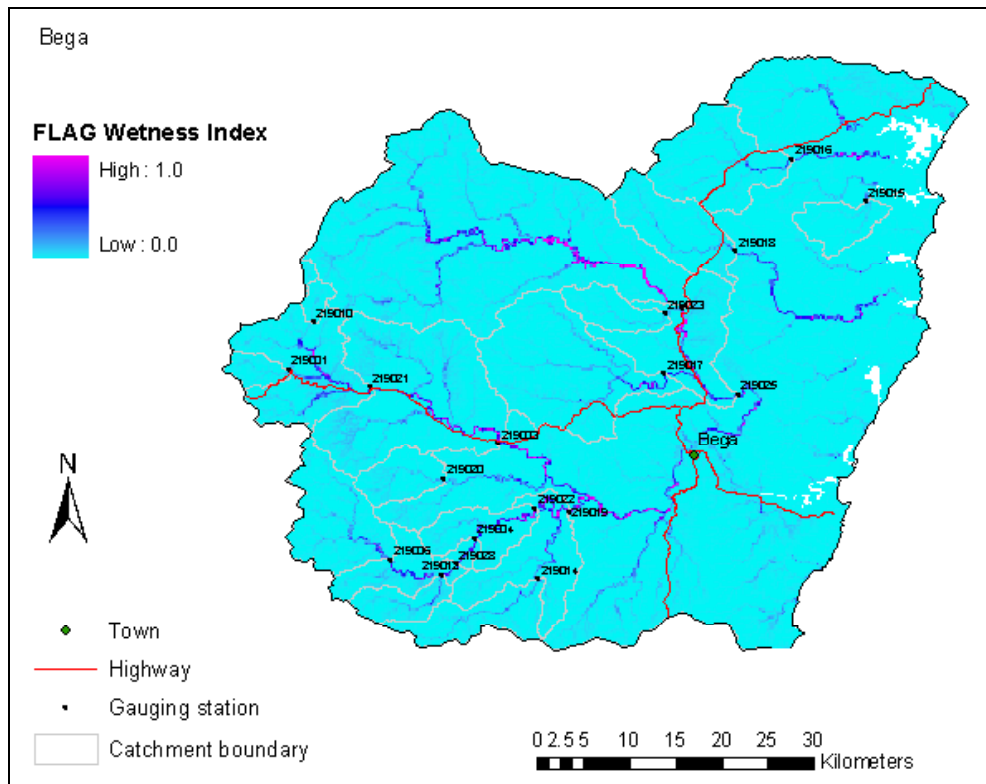 Bega
FLAG Wetness Index
High : 1.0
Low : 0.0
219016
219015
219018
219023
219010
219001
219021
219017
219025
219003
Bega
219020
219022
219019
219004
219006
219028
219013
219014
N
Town
Highway
Gauging station
Catchment boundary
0 2.5 5 10 15 20 25 30
Kilometers